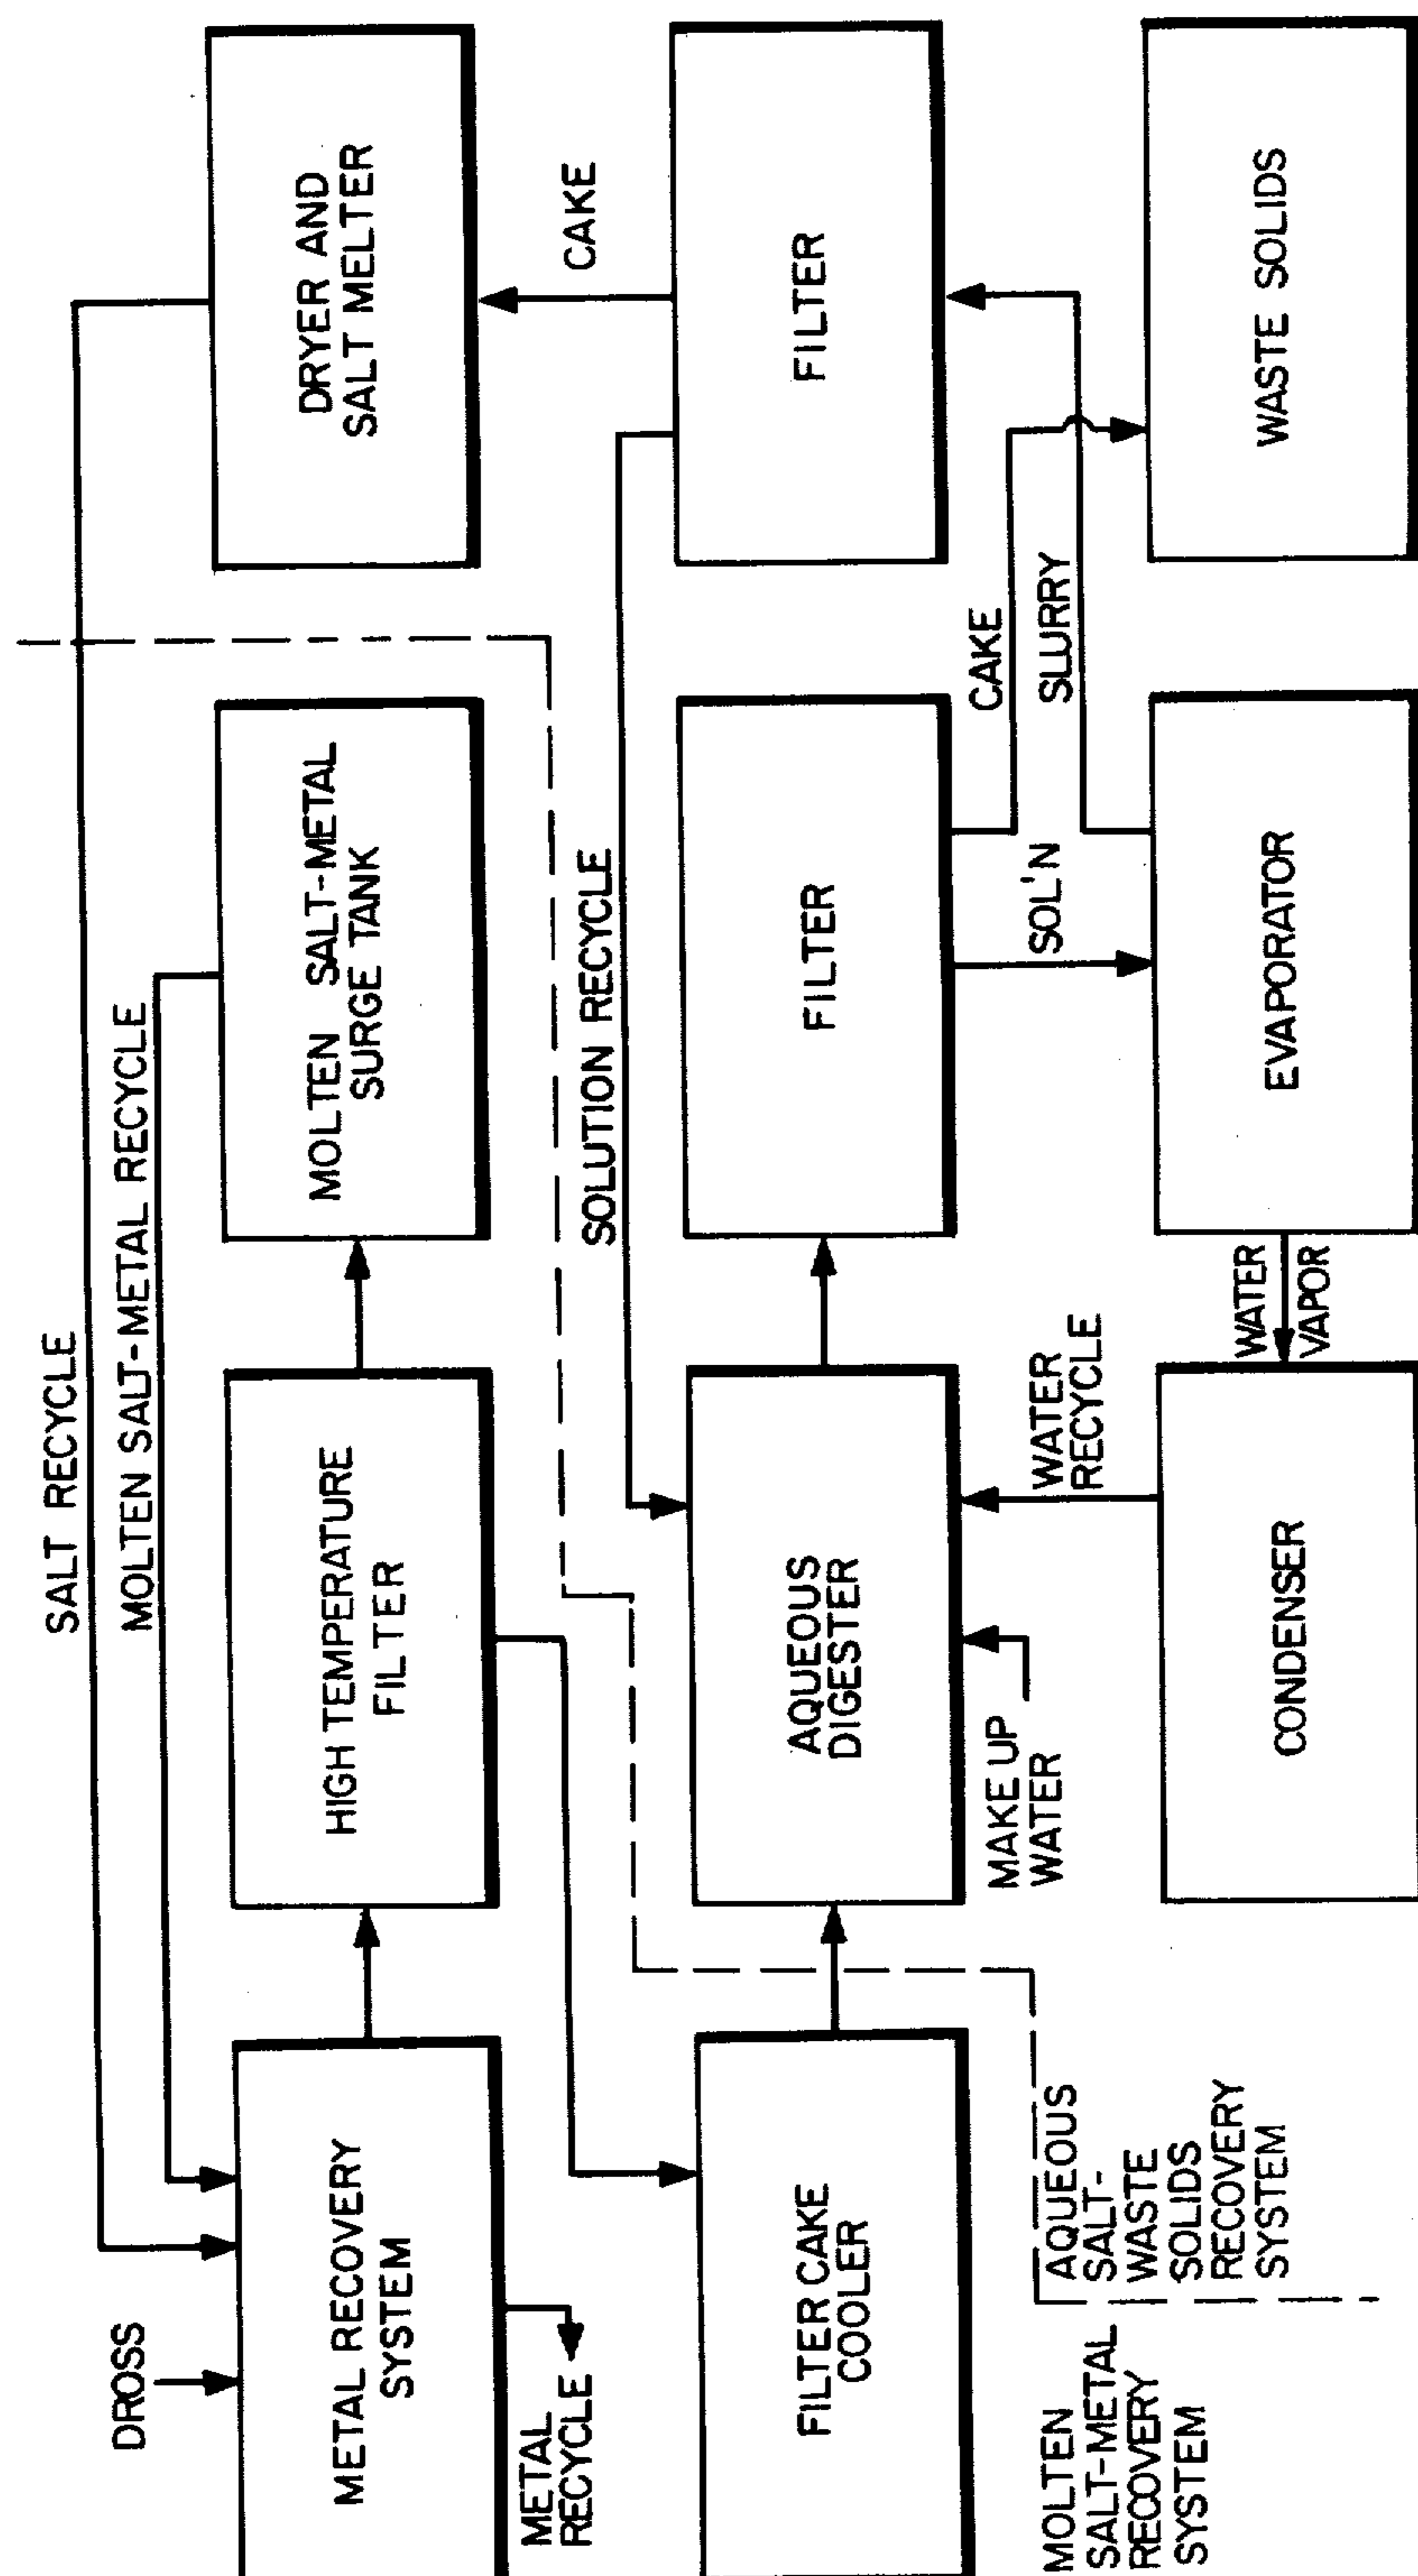 SALT RECYCLE
MOLTEN SALT-METAL RECYCLE
DROSS
METAL RECOVERY
SYSTEM
HIGH TEMPERATURE
FILTER
MOLTEN SALT-METAL
SURGE TANK
DRYER AND
SALT MELTER
METAL
RECYCLE
SOLUTION RECYCLE
CAKE
FILTER CAKE
COOLER
AQUEOUS
DIGESTER
FILTER
FILTER
MAKE UP
WATER
WATER
RECYCLE
SOL'N
CAKE
SLURRY
MOLTEN
SALT-METAL
RECOVERY
SYSTEM
AQUEOUS
SALT-
WASTE
SOLIDS
RECOVERY
SYSTEM
CONDENSER
WATER
VAPOR
EVAPORATOR
WASTE SOLIDS